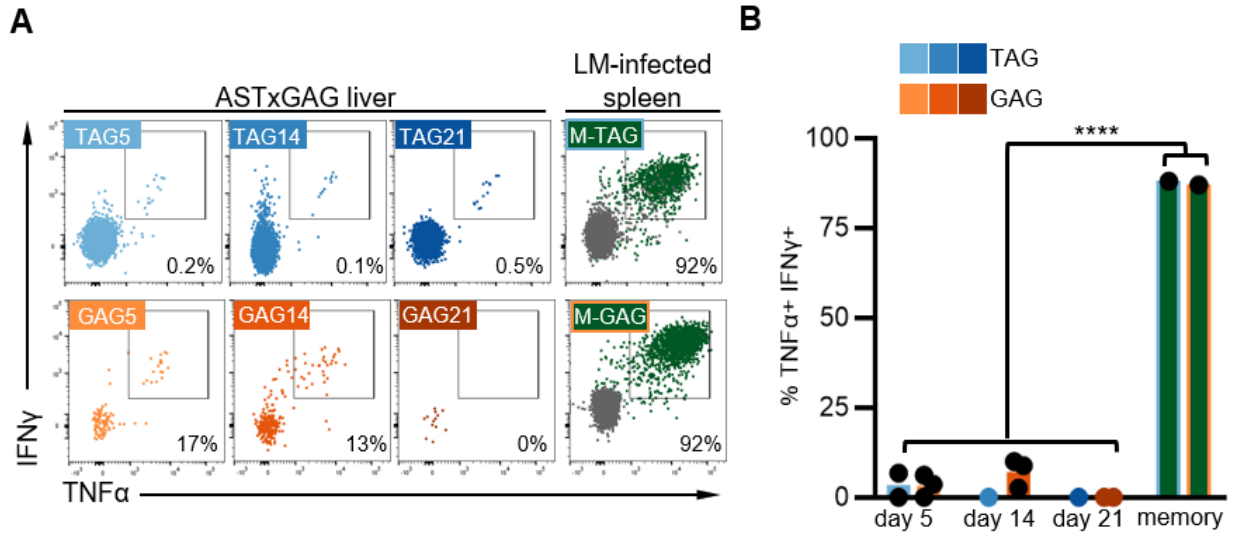 A
ASTxGAG liver
LM-infected
spleen
TAG5
TAG14
TAG21
M-TAG
0.2%
0.1%
0.5%
92%
GAG5
GAG14
GAG21
M-GAG
17%
13%
0%
92%
IFNγ
TNFα
B
TAG
GAG
****
% TNFα⁺ IFNγ⁺
100
75
50
25
0
day 5
day 14
day 21
memory